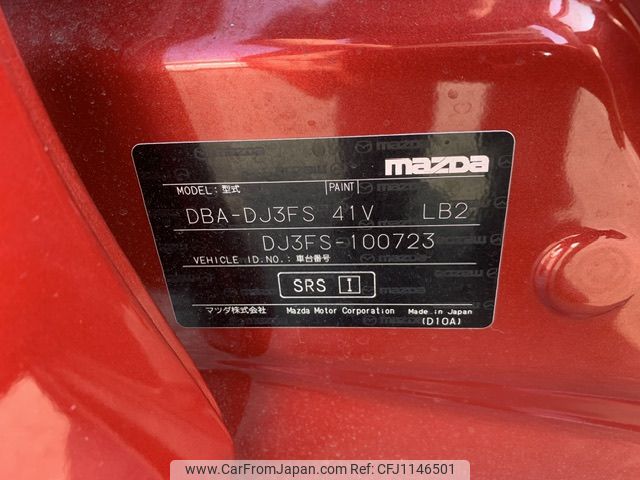 mazda
MODEL: 型式 PAINT
DBA-DJ3FS 41V LB2
DJ3FS-100723
VEHICLE ID.NO.: 車台番号
SRS I
マツダ株式会社 Mazda Motor Corporation Made in Japan
(D10A)
www.CarFromJapan.com | REF:CFJ1146501